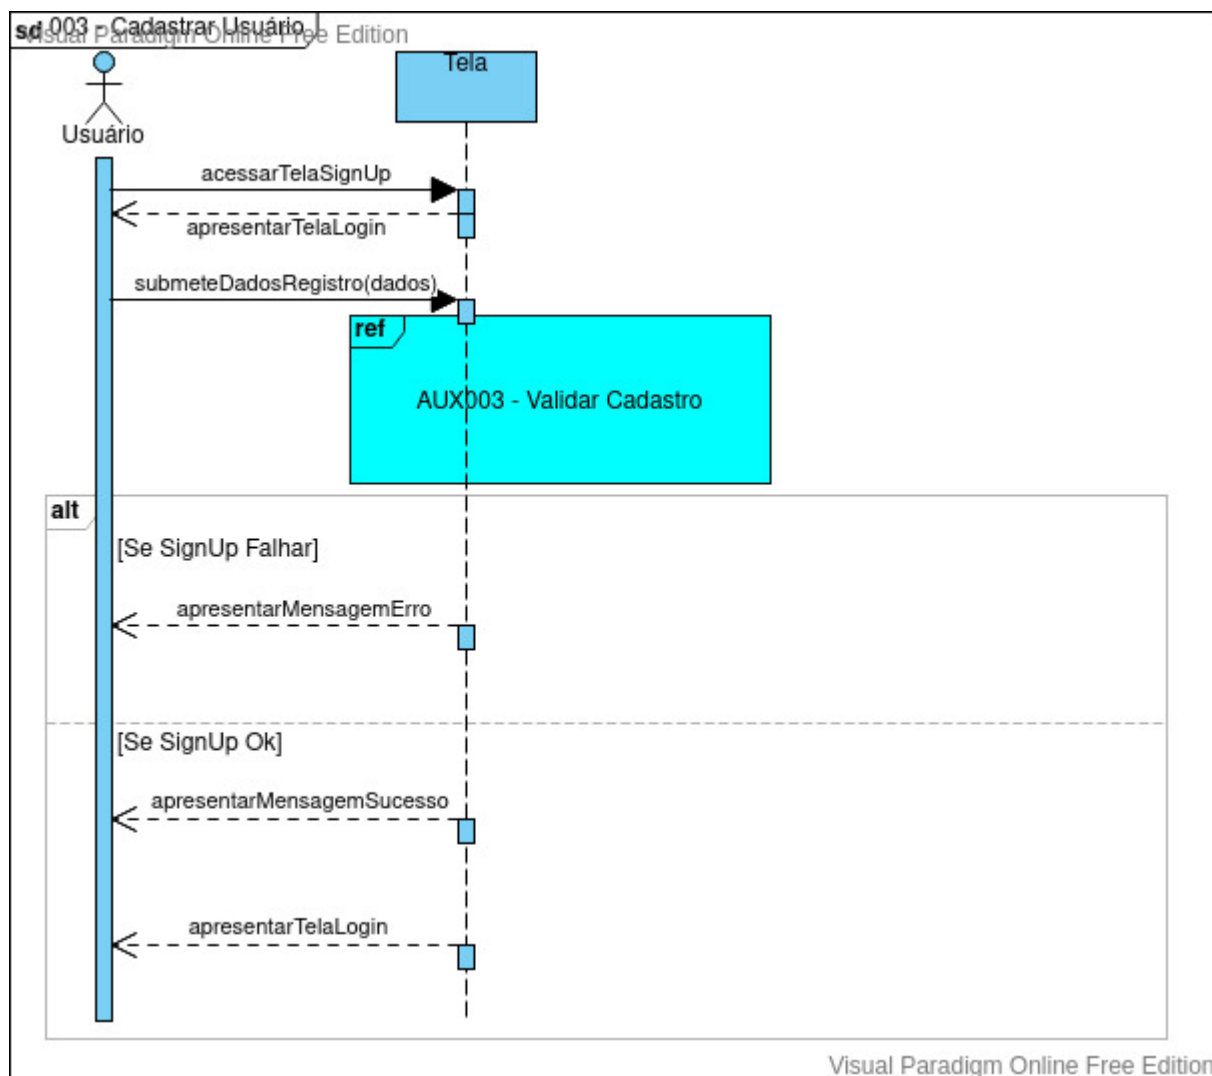 sd 003 - Cadastrar Usuário
Visual Paradigm Online Free Edition
Tela
Usuário
acessarTelaSignUp
apresentarTelaLogin
submeteDadosRegistro(dados)
ref
AUX003 - Validar Cadastro
alt
[Se SignUp Falhar]
apresentarMensagemErro
[Se SignUp Ok]
apresentarMensagemSucesso
apresentarTelaLogin
Visual Paradigm Online Free Edition